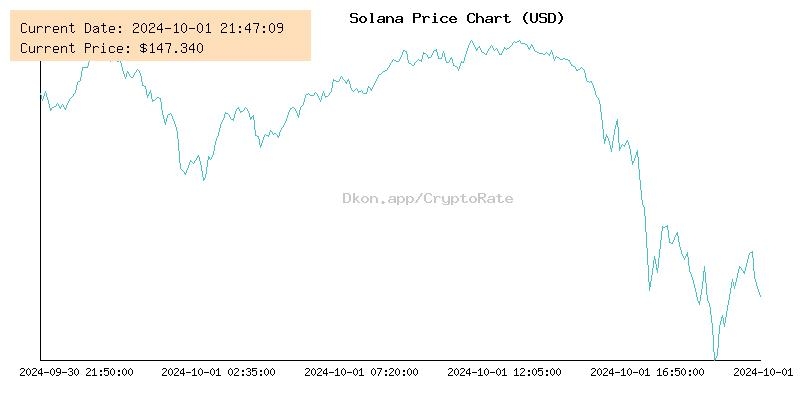 Solana Price Chart (USD)
Current Date: 2024-10-01 21:47:09
Current Price: $147.340
Dkon.app/CryptoRate
2024-09-30 21:50:00
2024-10-01 02:35:00
2024-10-01 07:20:00
2024-10-01 12:05:00
2024-10-01 16:50:00
2024-10-01